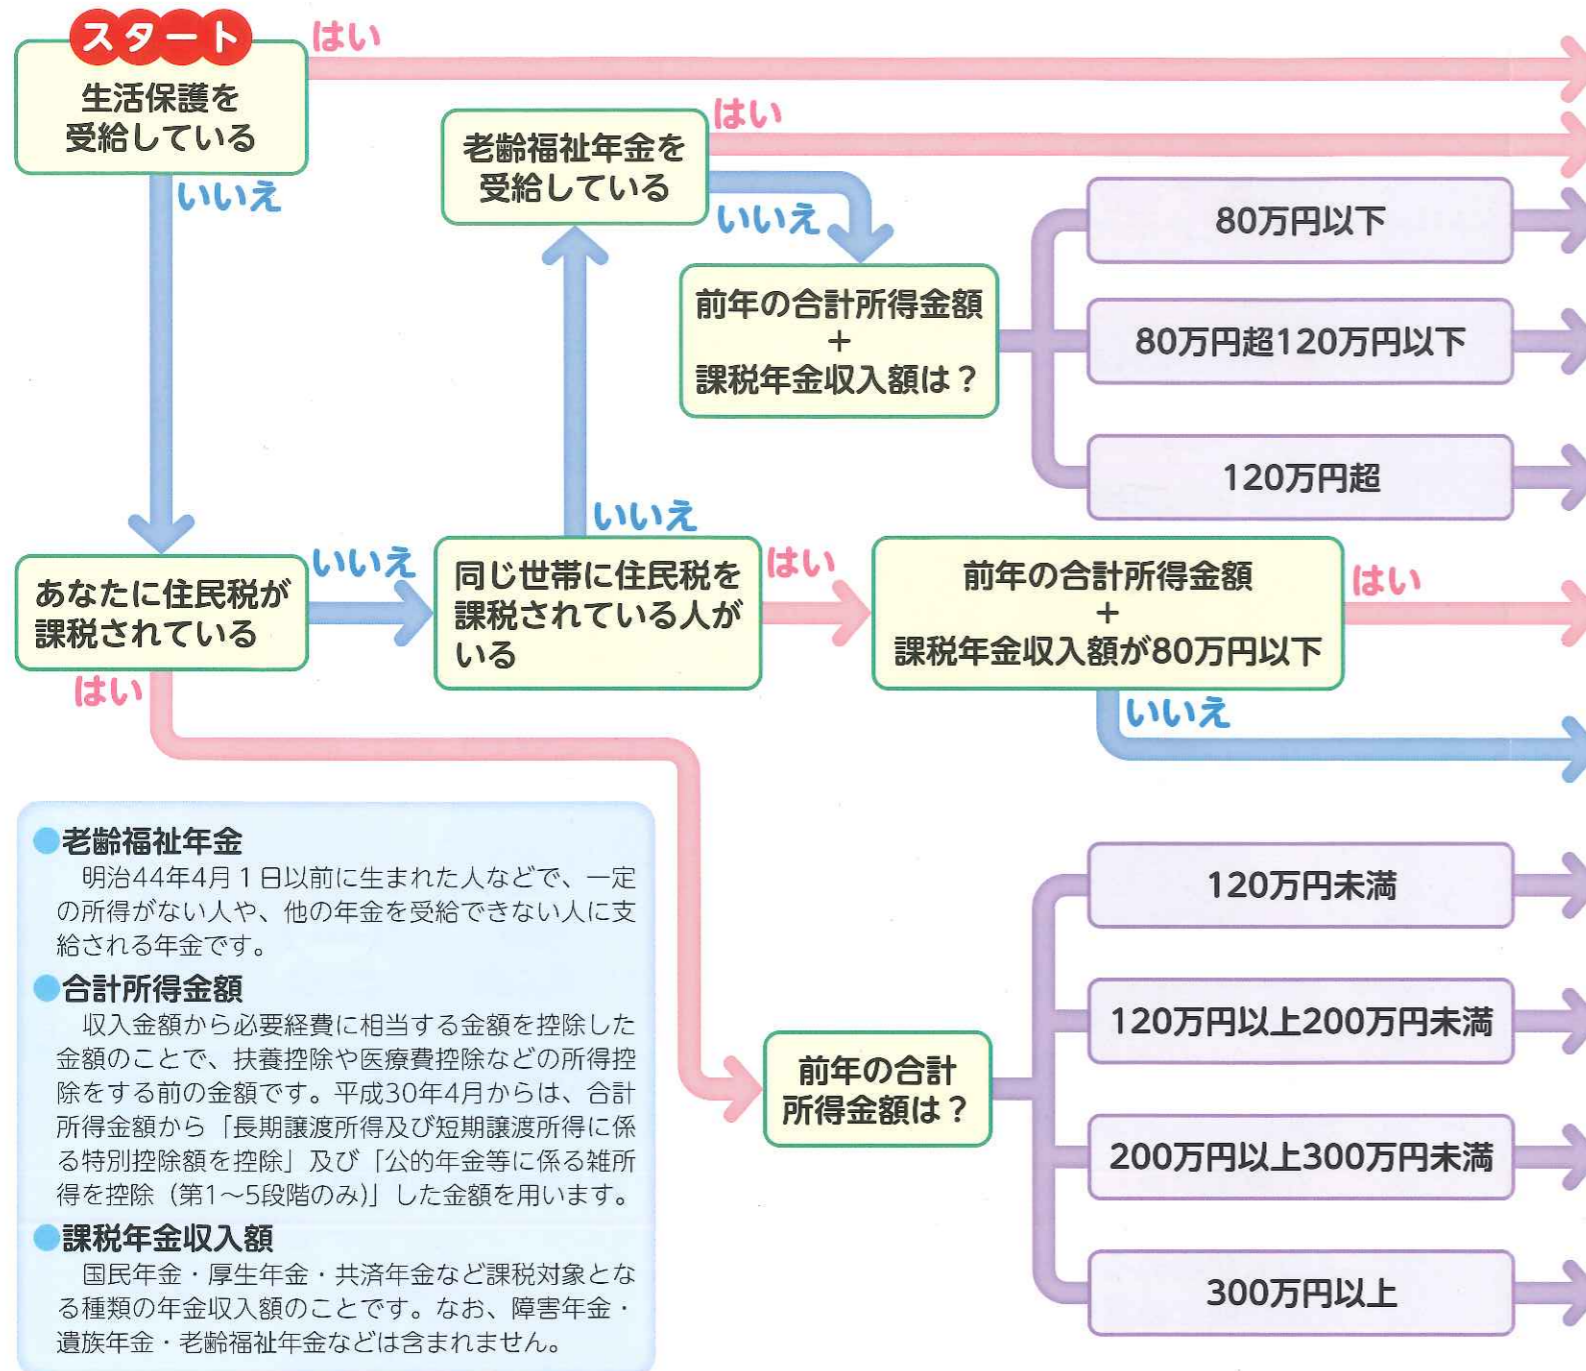 スタート
はい
生活保護を
受給している
いいえ
老齢福祉年金を
受給している
はい
いいえ
前年の合計所得金額
+
課税年金収入額は？
80万円以下
80万円超120万円以下
120万円超
あなたに住民税が
課税されている
いいえ
はい
同じ世帯に住民税を
課税されている人が
いる
いいえ
はい
前年の合計所得金額
+
課税年金収入額が80万円以下
はい
いいえ
前年の合計
所得金額は？
120万円未満
120万円以上200万円未満
200万円以上300万円未満
300万円以上
●老齢福祉年金
明治44年4月１日以前に生まれた人などで、一定
の所得がない人や、他の年金を受給できない人に支
給される年金です。
●合計所得金額
収入金額から必要経費に相当する金額を控除した
金額のことで、扶養控除や医療費控除などの所得控
除をする前の金額です。平成30年4月からは、合計
所得金額から「長期譲渡所得及び短期譲渡所得に係
る特別控除額を控除」及び「公的年金等に係る雑所
得を控除（第1～5段階のみ）」した金額を用います。
●課税年金収入額
国民年金・厚生年金・共済年金など課税対象とな
る種類の年金収入額のことです。なお、障害年金・
遺族年金・老齢福祉年金などは含まれません。